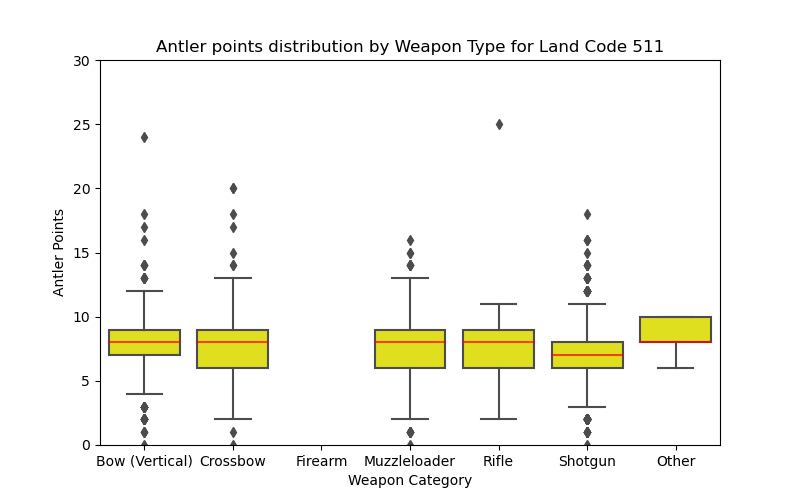 Antler points distribution by Weapon Type for Land Code 511
30
25
20
15
10
5
0
Antler Points
Bow (Vertical) Crossbow Firearm Muzzleloader Rifle Shotgun Other
Weapon Category